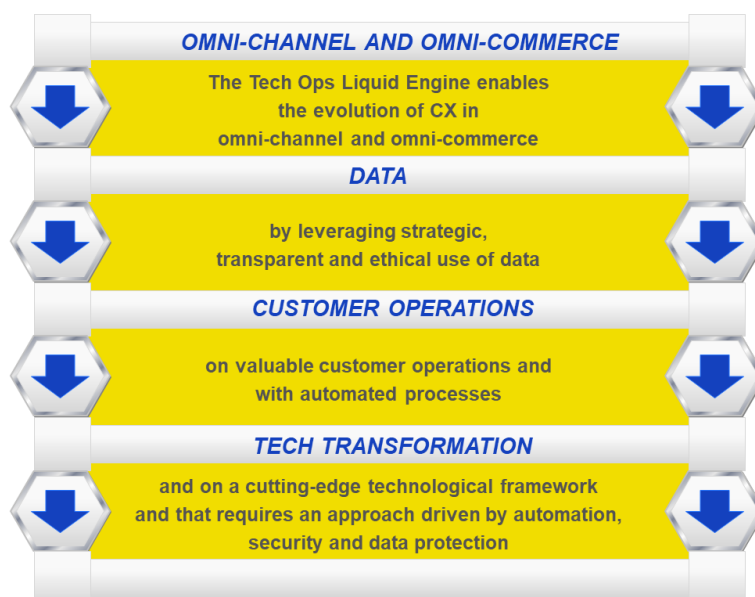 OMNI-CHANNEL AND OMNI-COMMERCE
The Tech Ops Liquid Engine enables
the evolution of CX in
omni-channel and omni-commerce
DATA
by leveraging strategic,
transparent and ethical use of data
CUSTOMER OPERATIONS
on valuable customer operations and
with automated processes
TECH TRANSFORMATION
and on a cutting-edge technological framework
and that requires an approach driven by automation,
security and data protection